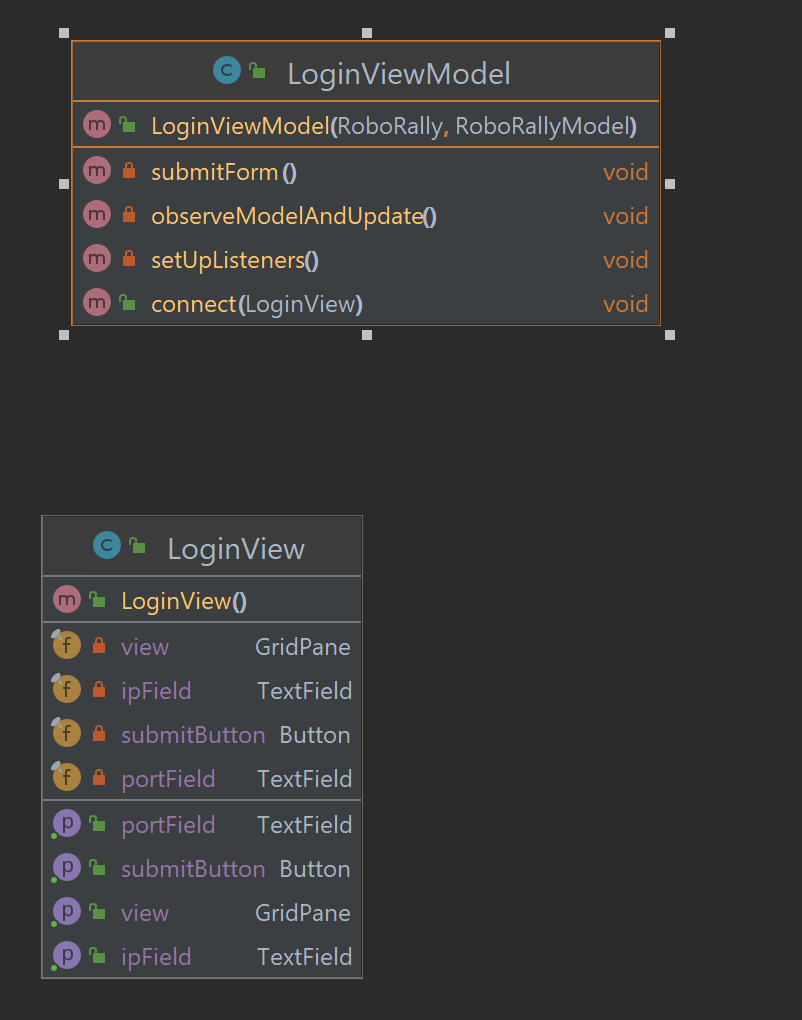 C LoginViewModel
m LoginViewModel(RoboRally, RoboRallyModel)
m submitForm() void
m observeModelAndUpdate() void
m setUpListeners() void
m connect(LoginView) void
C LoginView
m LoginView()
f view GridPane
f ipField TextField
f submitButton Button
f portField TextField
p portField TextField
p submitButton Button
p view GridPane
p ipField TextField